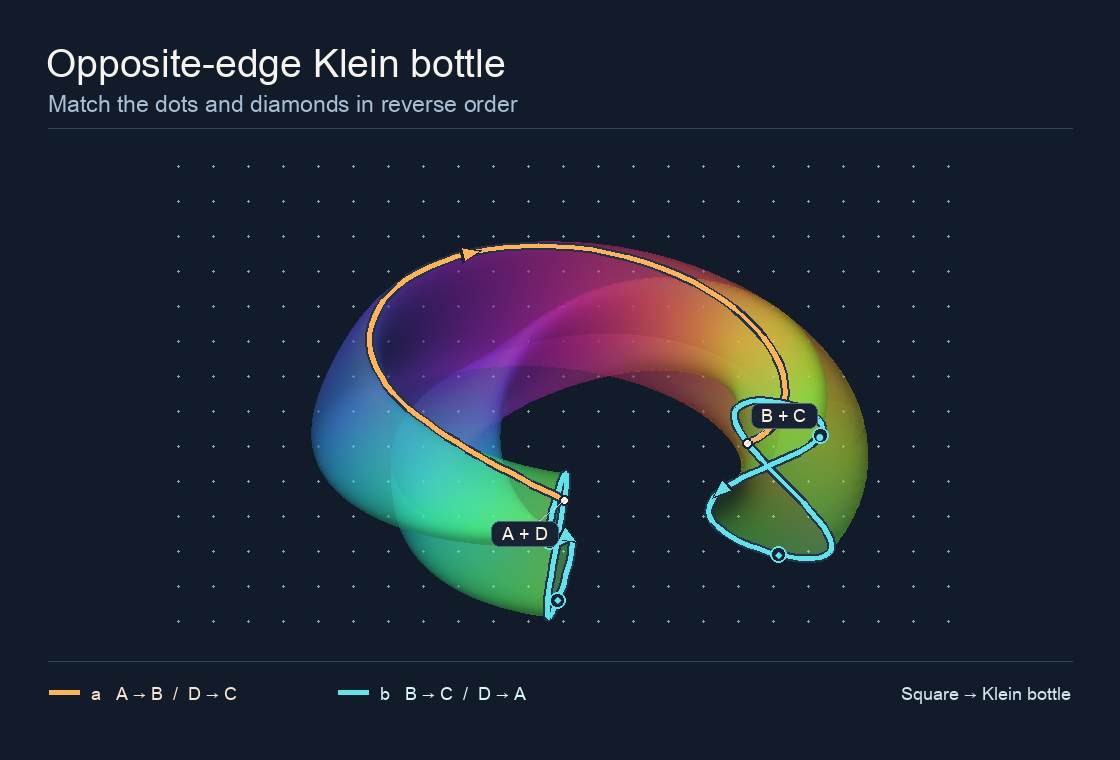 Opposite-edge Klein bottle
Match the dots and diamonds in reverse order
B + C
A + D
a A → B / D → C
b B → C / D → A
Square → Klein bottle